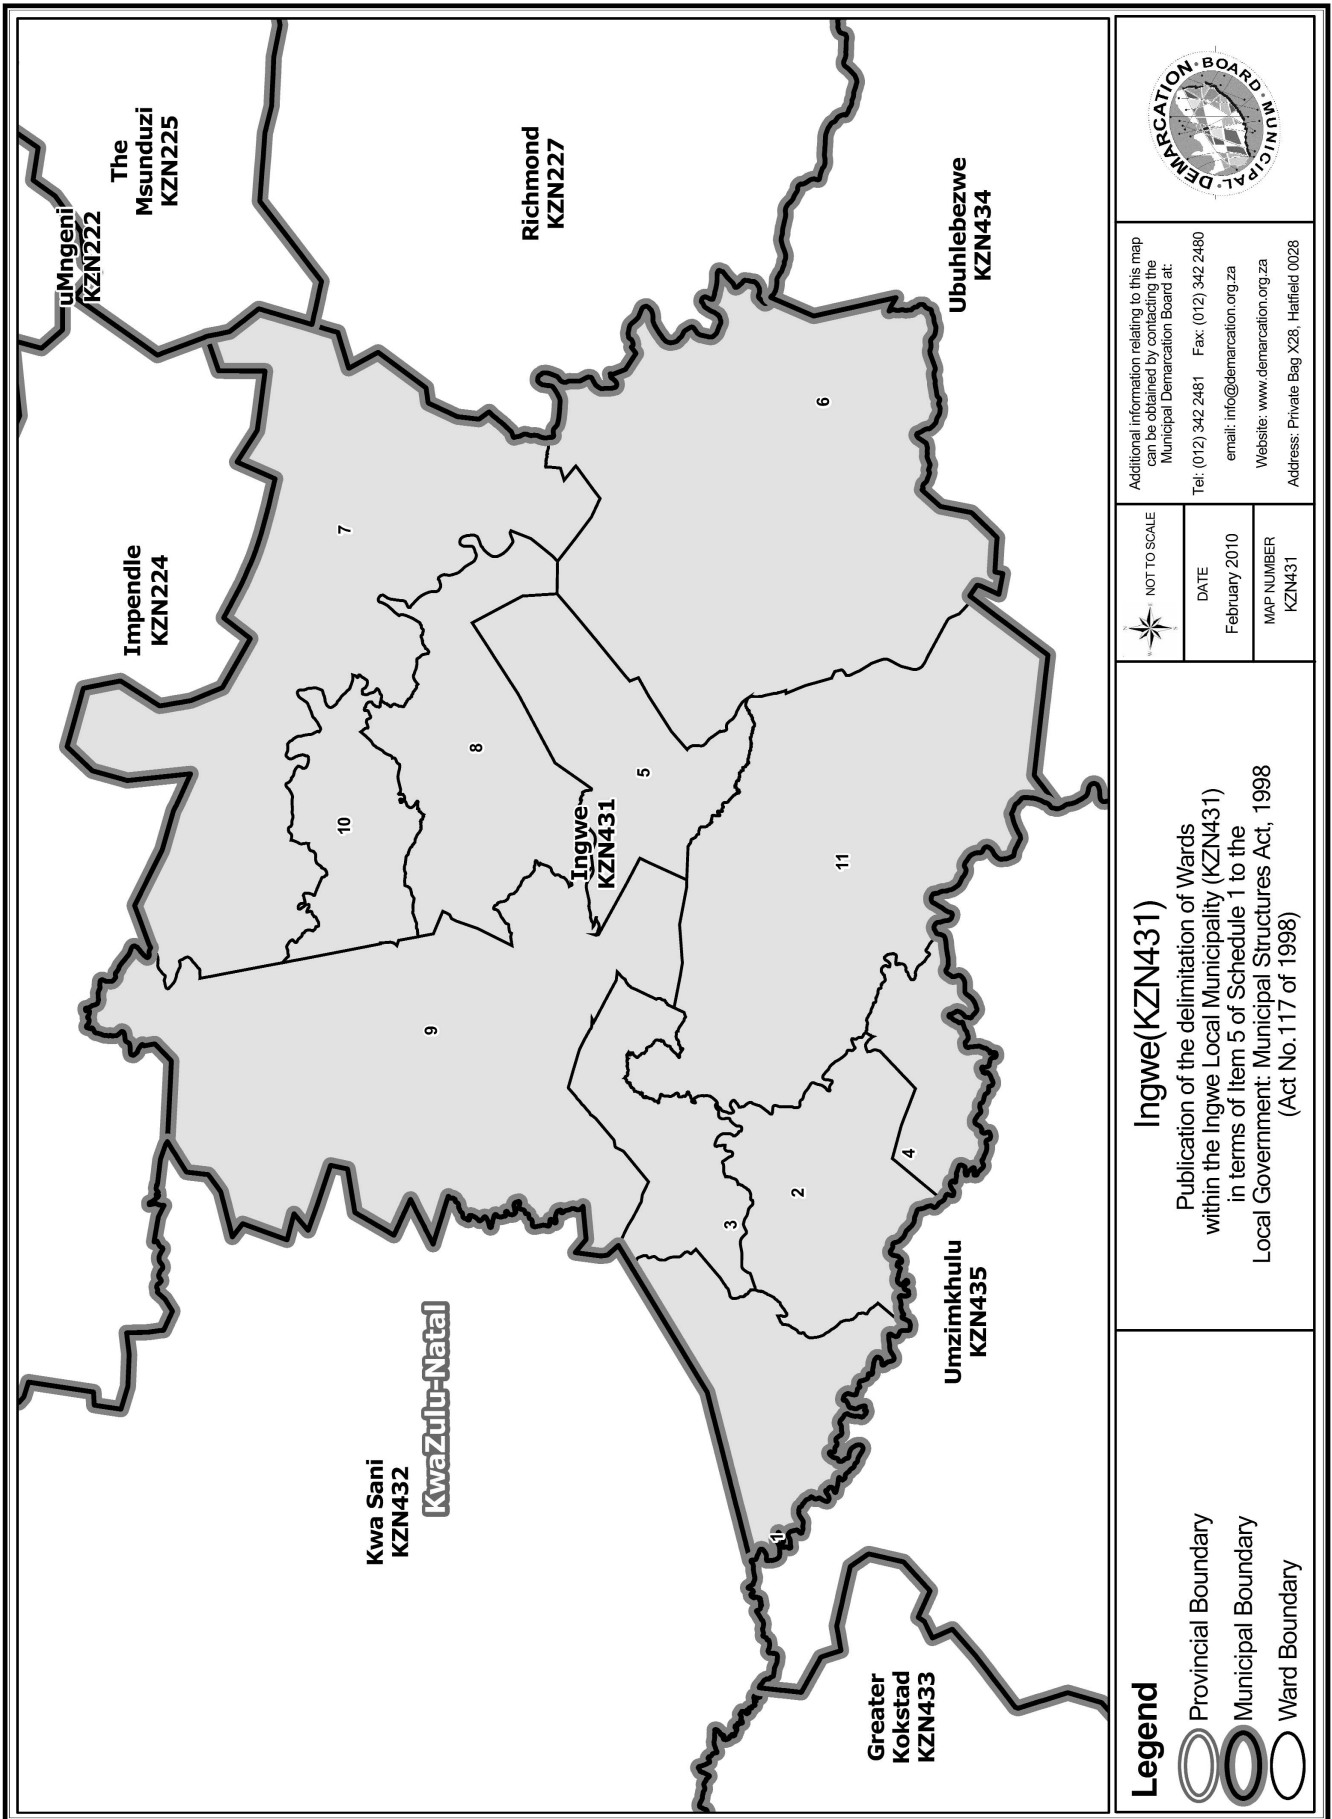 Impendle
KZN224
uMngeni
KZN222
The
Msunduzi
KZN225
Kwa Sani
KZN432
KwaZulu-Natal
Richmond
KZN227
Ingwe
KZN431
Greater
Kokstad
KZN433
Umzimkhulu
KZN435
Ubuhlebezwe
KZN434
1
2
3
4
5
6
7
8
9
10
11
Legend
Provincial Boundary
Municipal Boundary
Ward Boundary
Ingwe(KZN431)
Publication of the delimitation of Wards
within the Ingwe Local Municipality (KZN431)
in terms of Item 5 of Schedule 1 to the
Local Government: Municipal Structures Act, 1998
(Act No.117 of 1998)
NOT TO SCALE
DATE
February 2010
MAP NUMBER
KZN431
Additional information relating to this map
can be obtained by contacting the
Municipal Demarcation Board at:
Tel: (012) 342 2481 Fax: (012) 342 2480
email: info@demarcation.org.za
Website: www.demarcation.org.za
Address: Private Bag X28, Hatfield 0028
MUNICIPAL • DEMARCATION • BOARD •